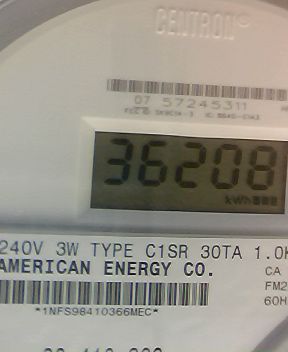 CENTRON®
07 57245311
36208
kWh
240V 3W TYPE C1SR 30TA 1.0K
AMERICAN ENERGY CO.
CA
FM2
60H
*1NFS98410366MEC*